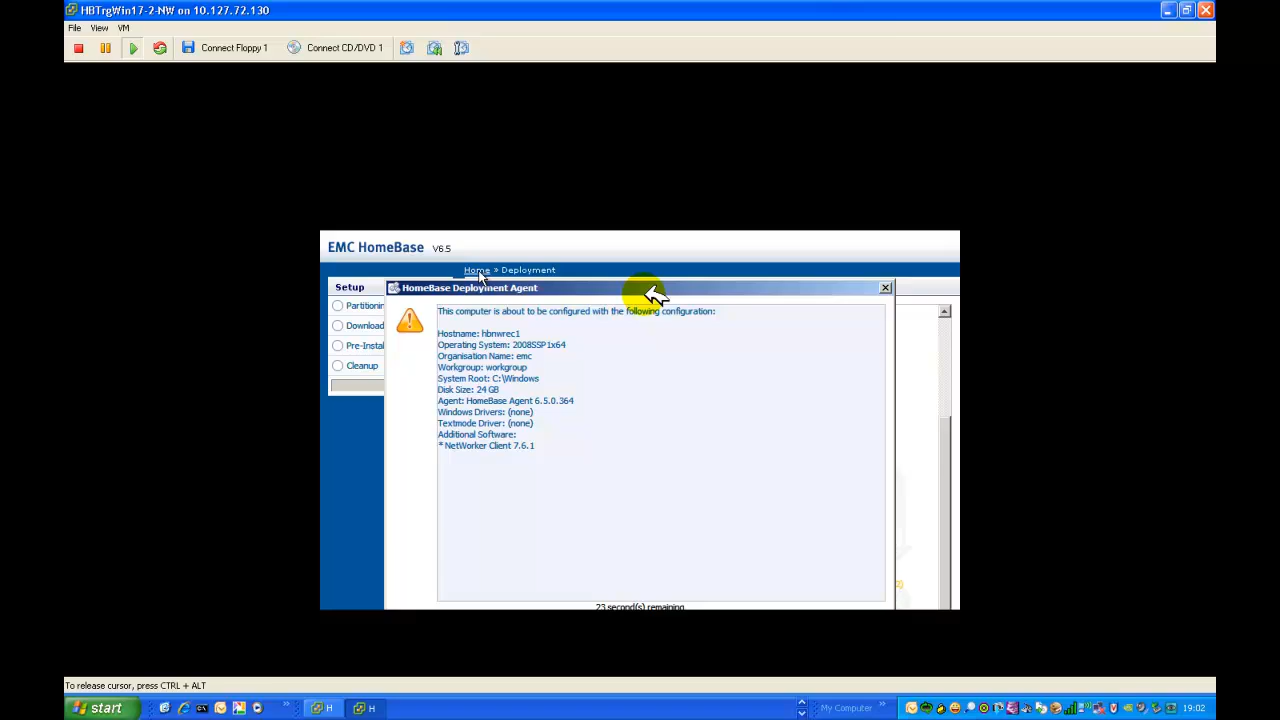 HBTrgWin17-2-NW on 10.127.72.130
File View VM
Connect Floppy 1 Connect CD/DVD 1
EMC HomeBase V6.5
Home » Deployment
Setup
HomeBase Deployment Agent
Partitionin
Download
Pre-Instal
Cleanup
This computer is about to be configured with the following configuration:
Hostname: hbnwrec1
Operating System: 2008SSP1x64
Organisation Name: emc
Workgroup: workgroup
System Root: C:\Windows
Disk Size: 24 GB
Agent: HomeBase Agent 6.5.0.364
Windows Drivers: (none)
Textmode Driver: (none)
Additional Software:
* NetWorker Client 7.6.1
23 second(s) remaining
To release cursor, press CTRL + ALT
start H H My Computer 19:02